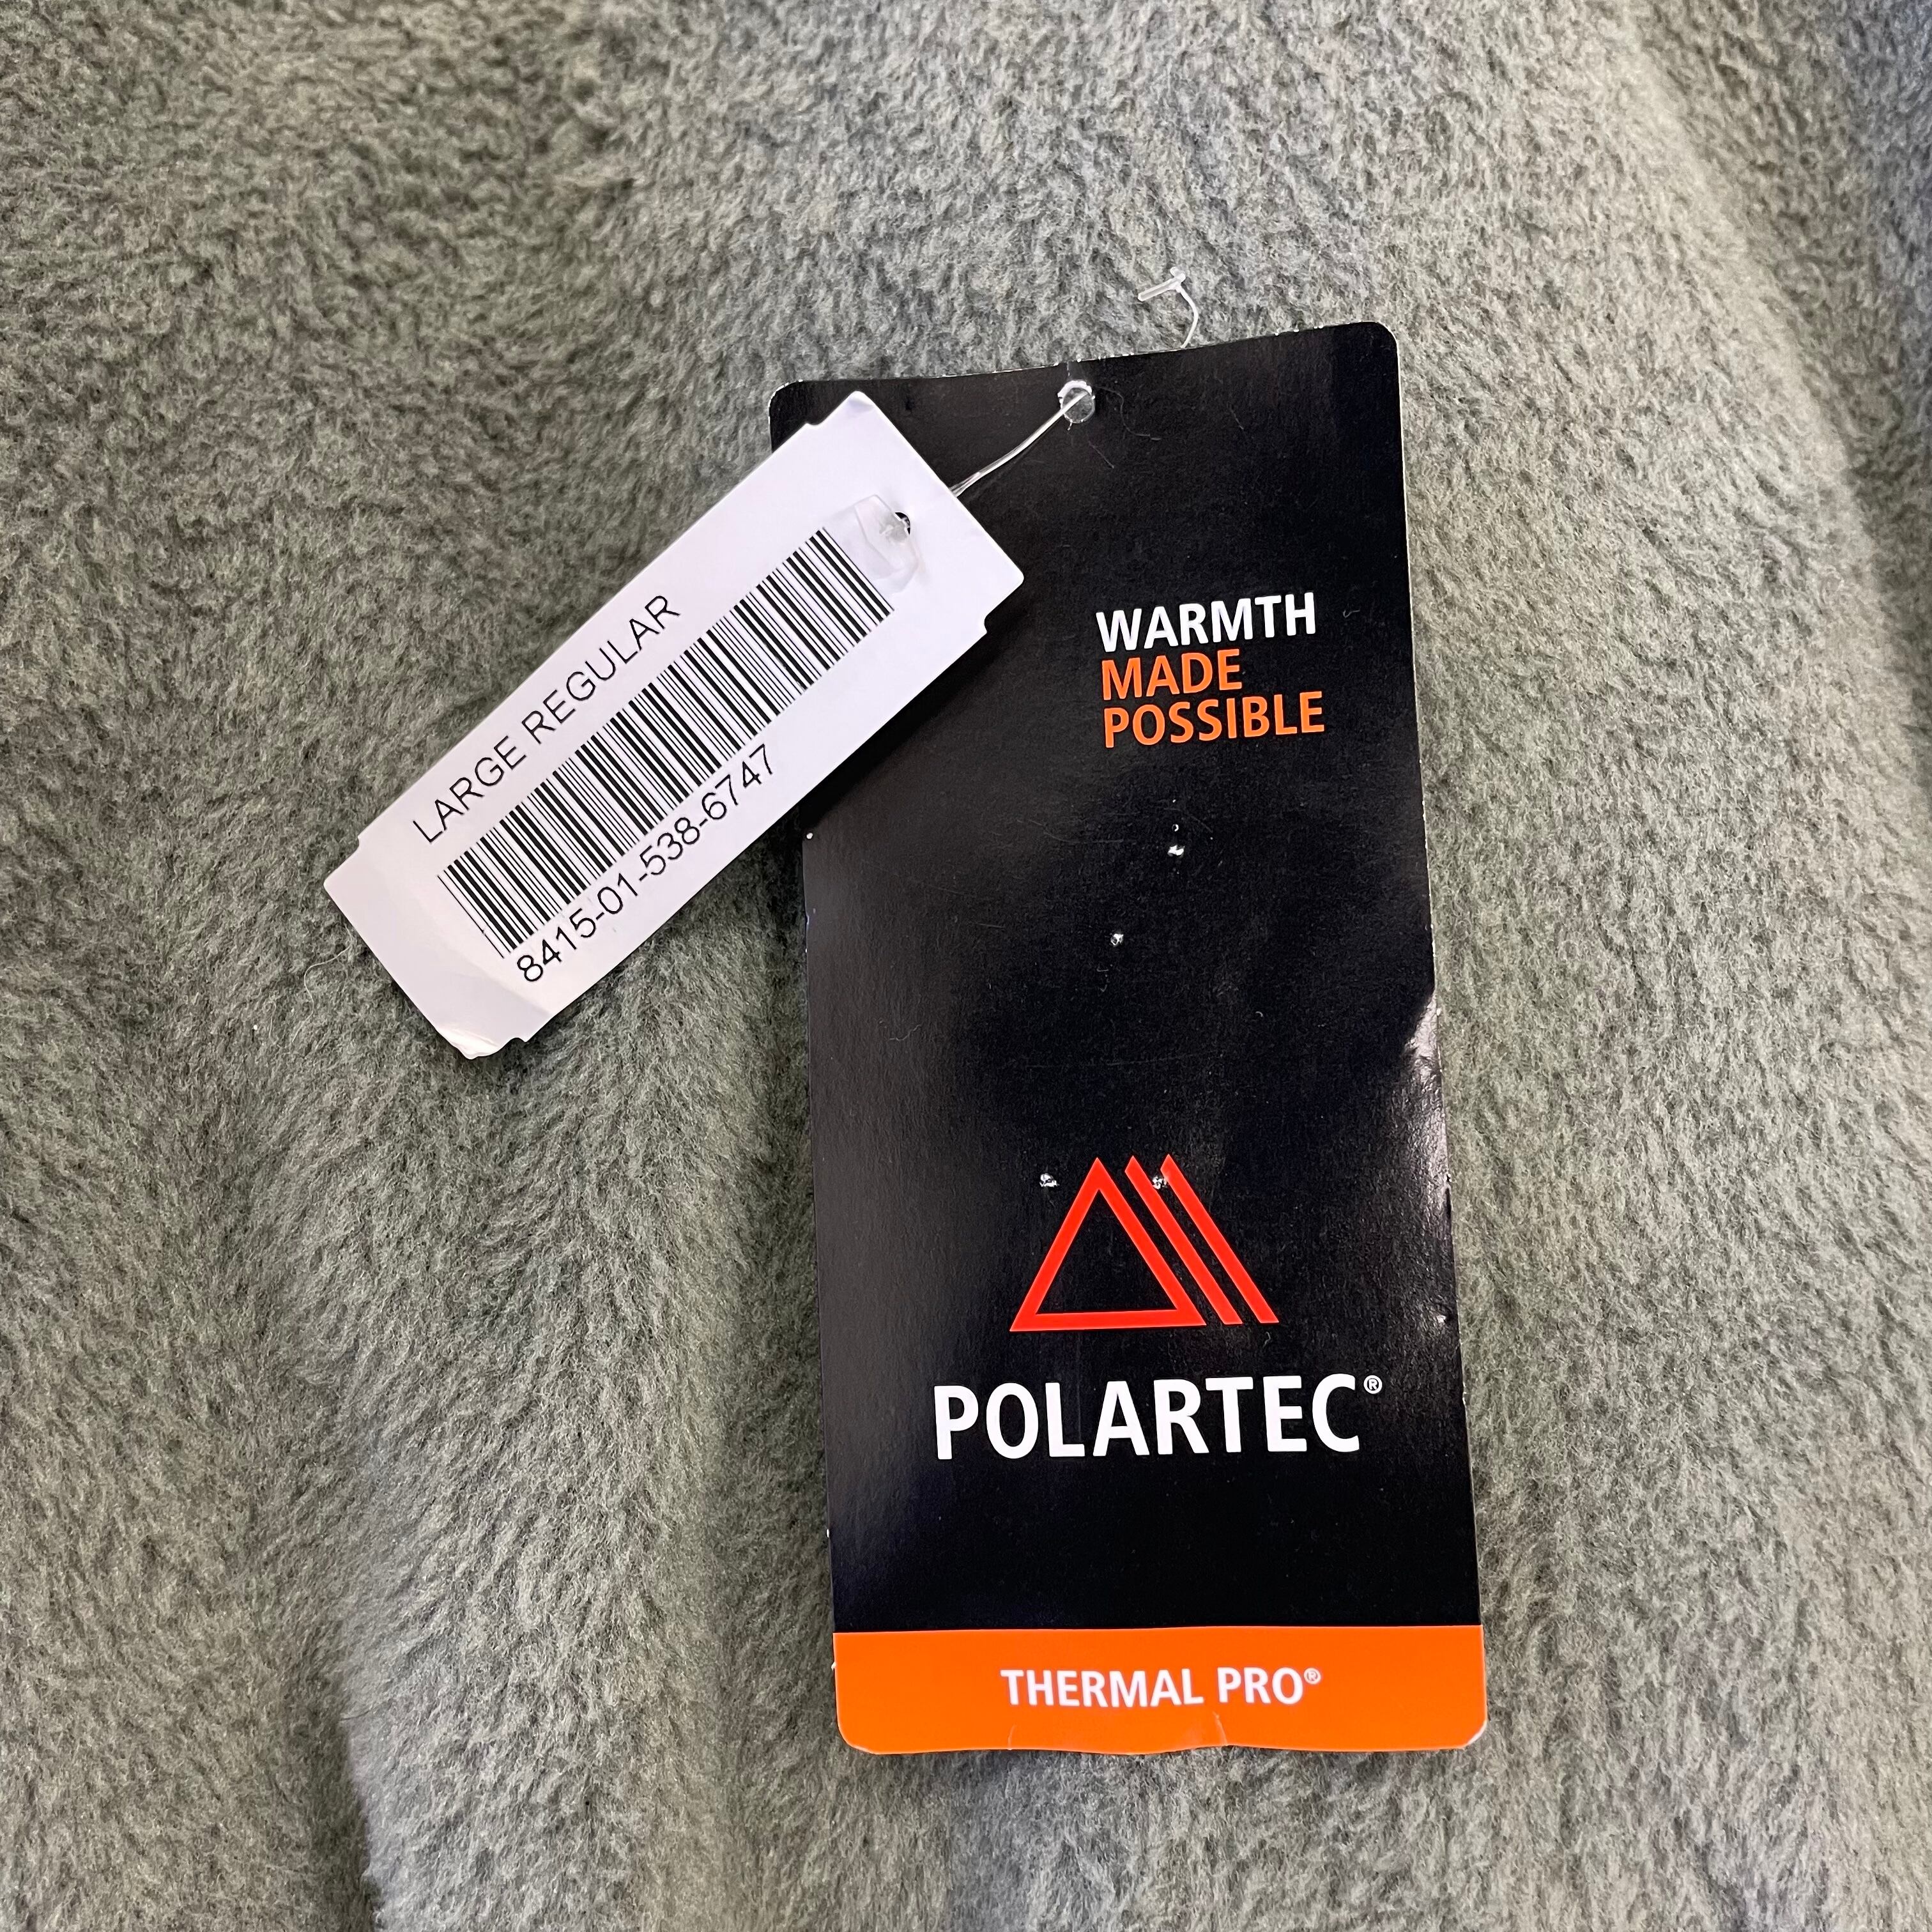 LARGE REGULAR
8415-01-538-6747
WARMTH
MADE
POSSIBLE
POLARTEC®
THERMAL PRO®